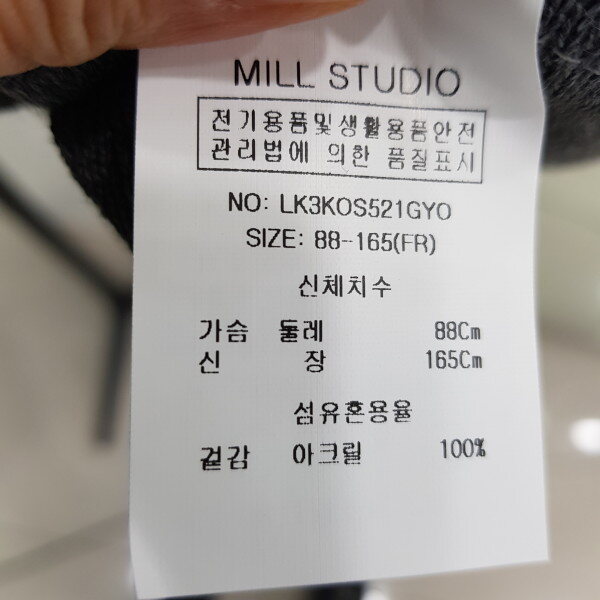 MILL STUDIO
전기용품및생활용품안전
관리법에 의한 품질표시
NO: LK3KOS521GYO
SIZE: 88-165(FR)
신체치수
가슴 둘레 88Cm
신 장 165Cm
섬유혼용율
겉감 아크릴 100%